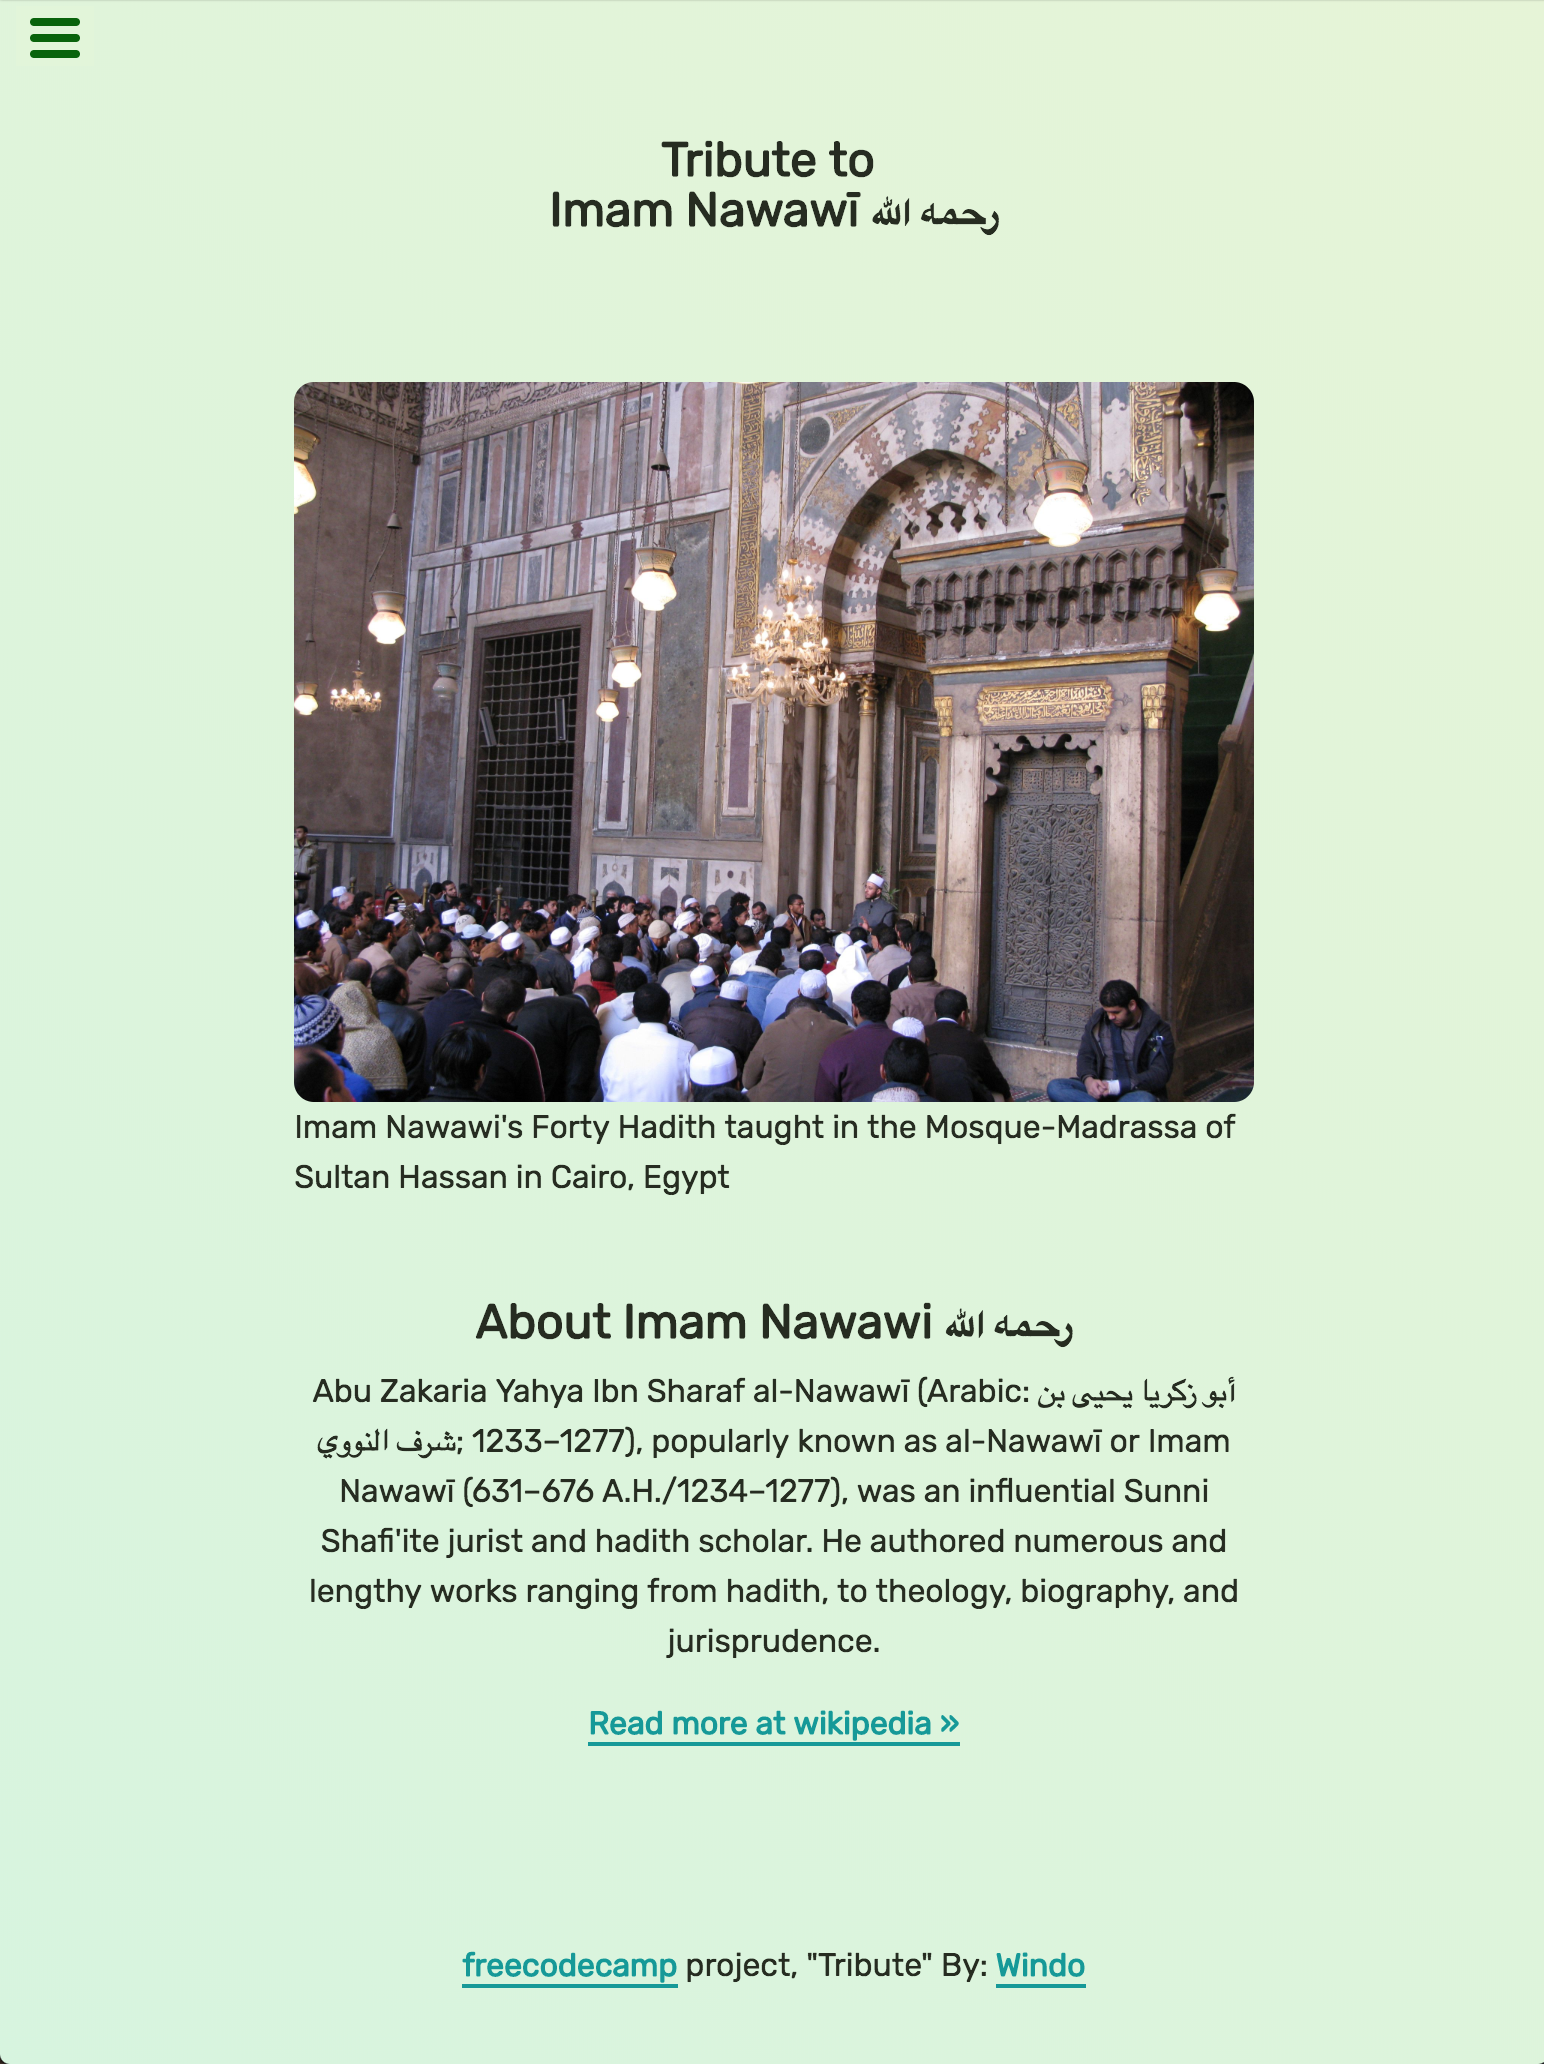 Tribute to
Imam Nawawī رحمه الله
Imam Nawawi's Forty Hadith taught in the Mosque-Madrassa of
Sultan Hassan in Cairo, Egypt
About Imam Nawawi رحمه الله
Abu Zakaria Yahya Ibn Sharaf al-Nawawī (Arabic: أبو زكريا يحيى بن
شرف النووي; 1233–1277), popularly known as al-Nawawī or Imam
Nawawī (631–676 A.H./1234–1277), was an influential Sunni
Shafi'ite jurist and hadith scholar. He authored numerous and
lengthy works ranging from hadith, to theology, biography, and
jurisprudence.
Read more at wikipedia »
freecodecamp project, "Tribute" By: Windo